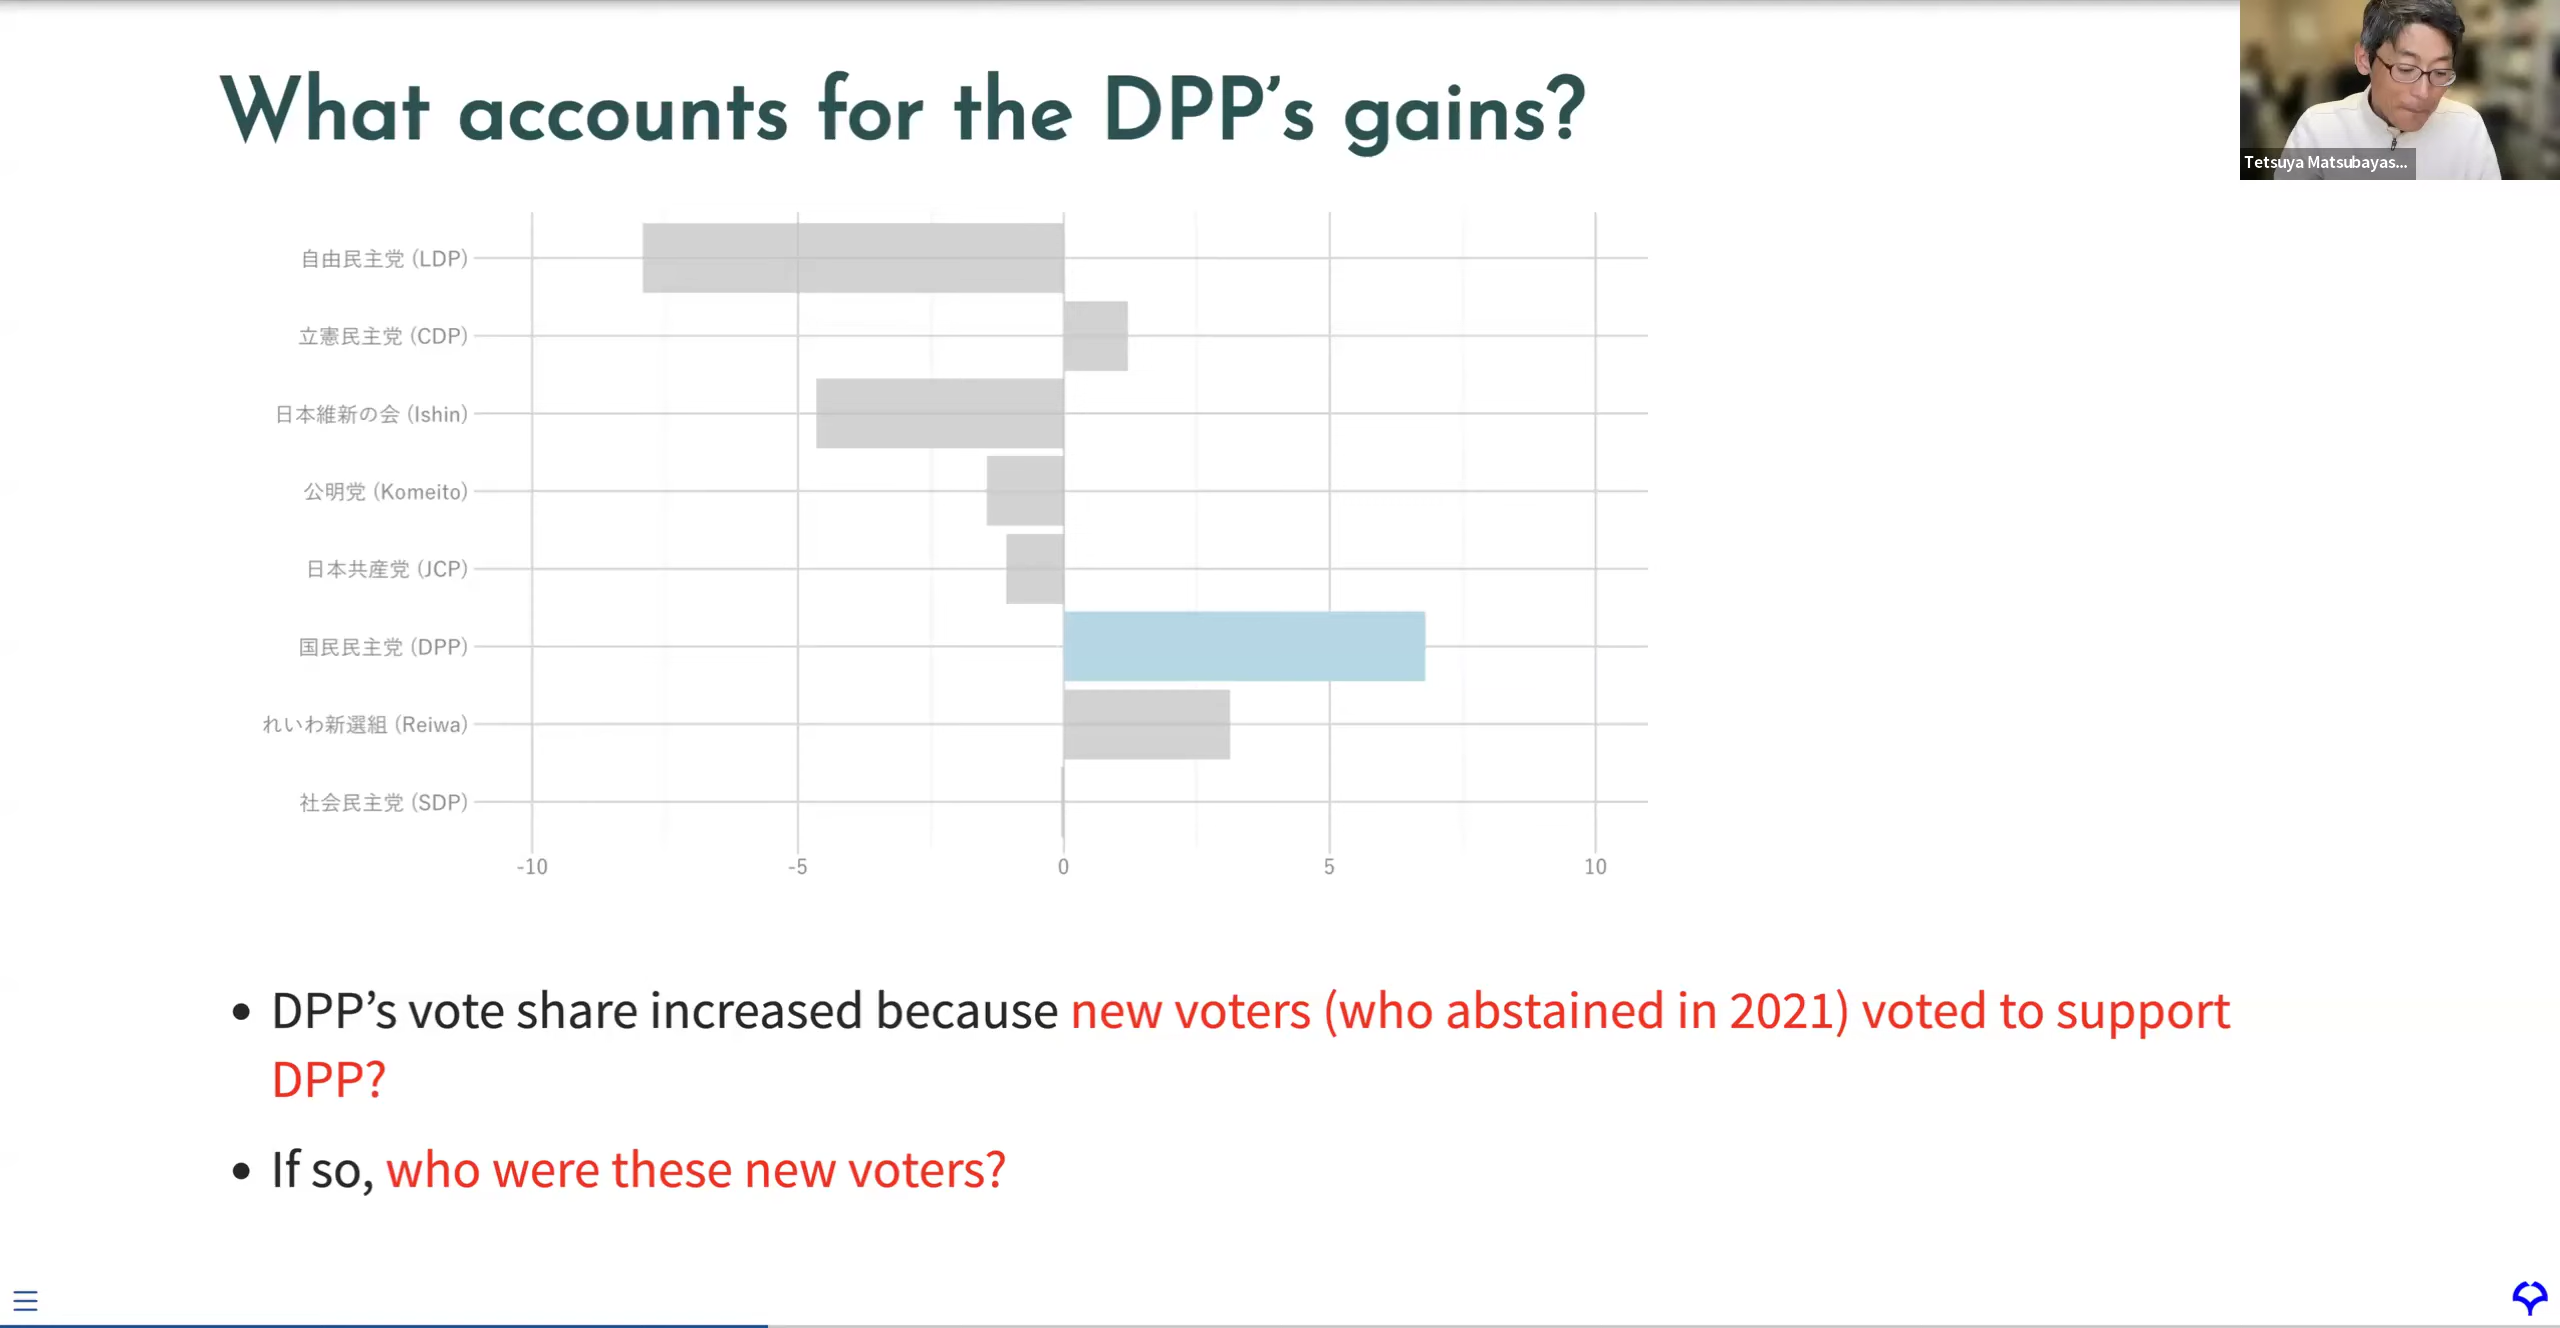 What accounts for the DPP’s gains?
Tetsuya Matsubayas...
自由民主党 (LDP)
立憲民主党 (CDP)
日本維新の会 (Ishin)
公明党 (Komeito)
日本共産党 (JCP)
国民民主党 (DPP)
れいわ新選組 (Reiwa)
社会民主党 (SDP)
-10 -5 0 5 10
• DPP’s vote share increased because new voters (who abstained in 2021) voted to support
DPP?
• If so, who were these new voters?